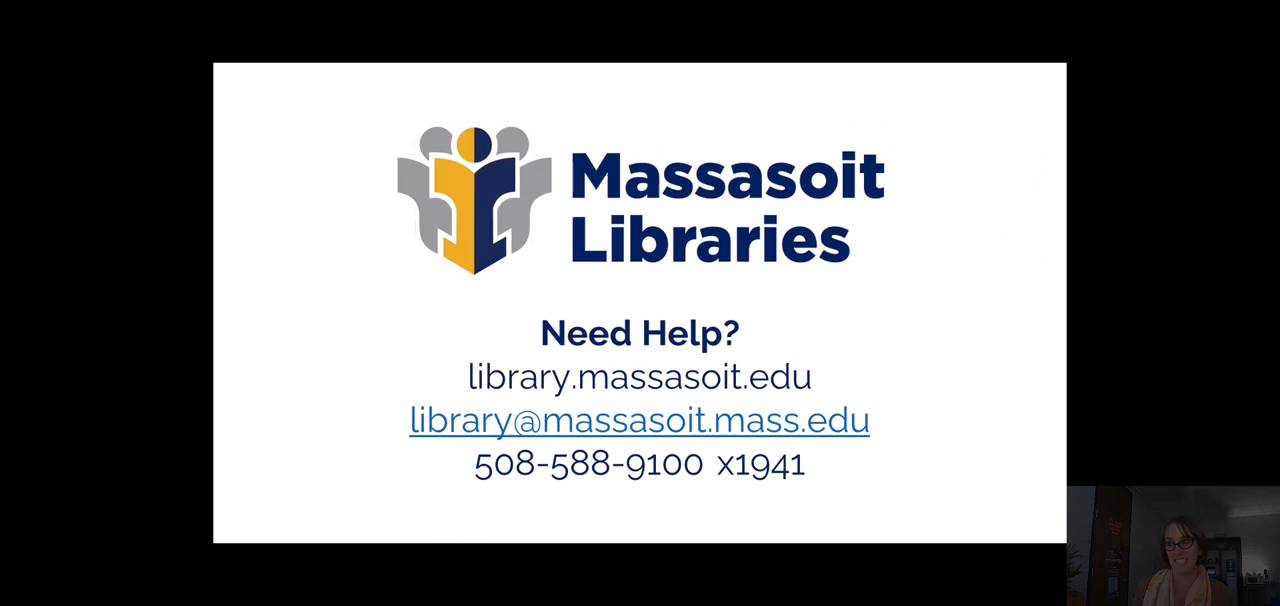 Massasoit
Libraries
Need Help?
library.massasoit.edu
library@massasoit.mass.edu
508-588-9100 x1941